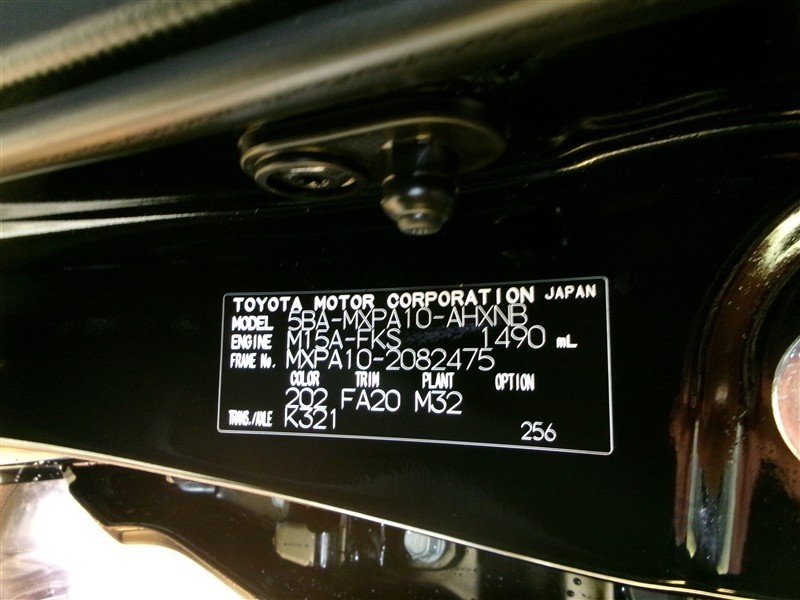 TOYOTA MOTOR CORPORATION JAPAN
MODEL 5BA-MXPA10-AHXNB
ENGINE M15A-FKS 1490 mL
FRAME No. MXPA10-2082475
COLOR TRIM PLANT OPTION
202 FA20 M32
TRANS./AXLE K321
256